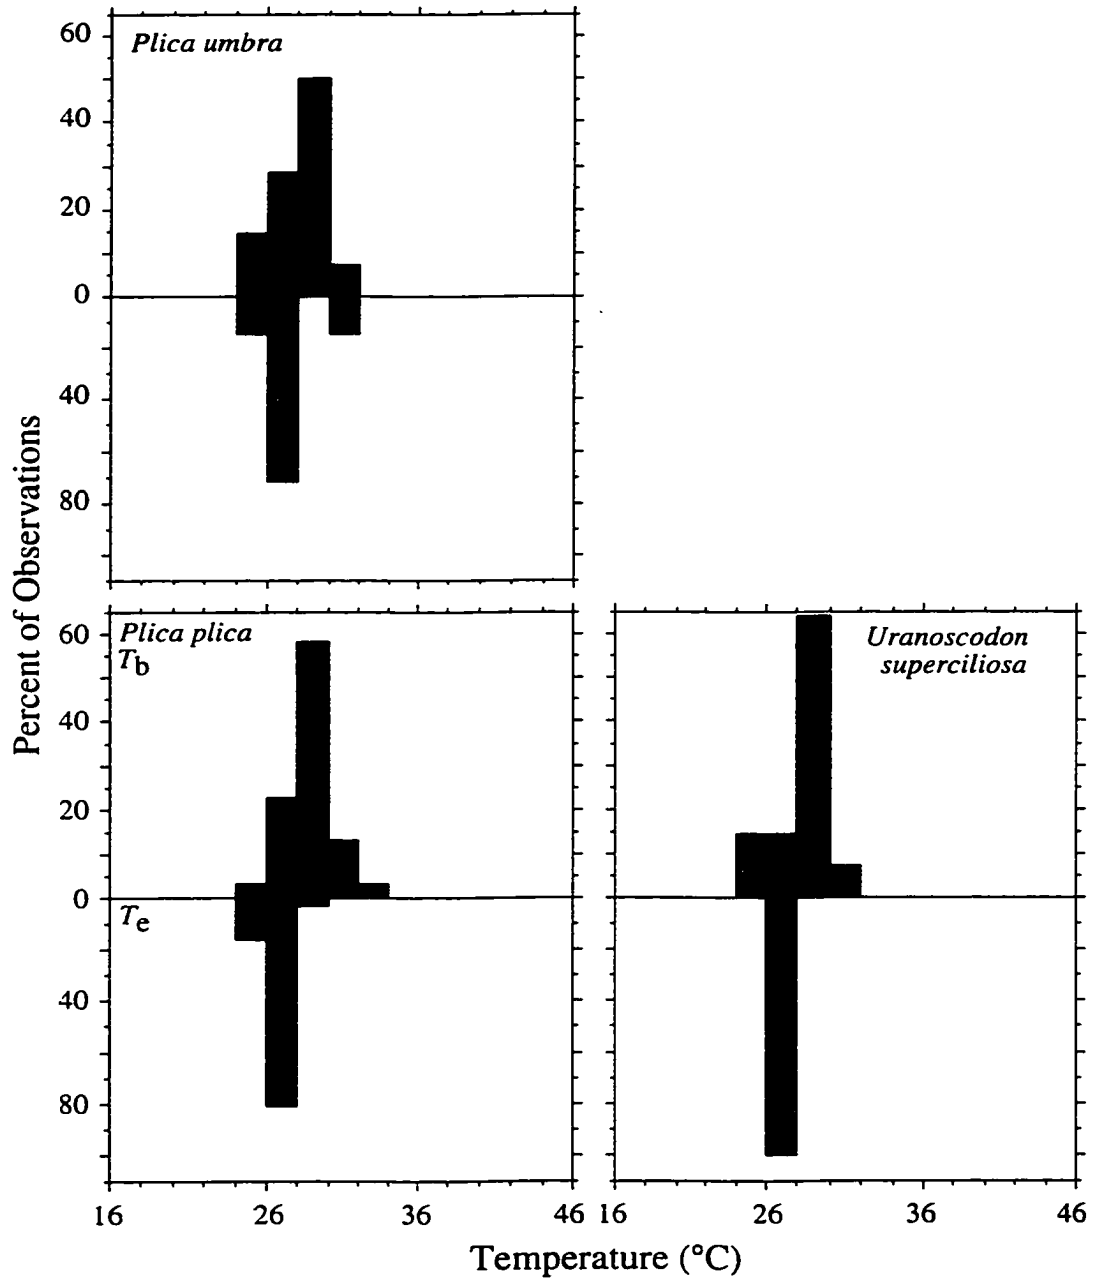 Plica umbra
60
40
20
0
40
80
Percent of Observations
Plica plica
Tb
60
40
20
0
Te
40
80
Uranoscodon
superciliosa
16 26 36 46 16 26 36 46
Temperature (°C)